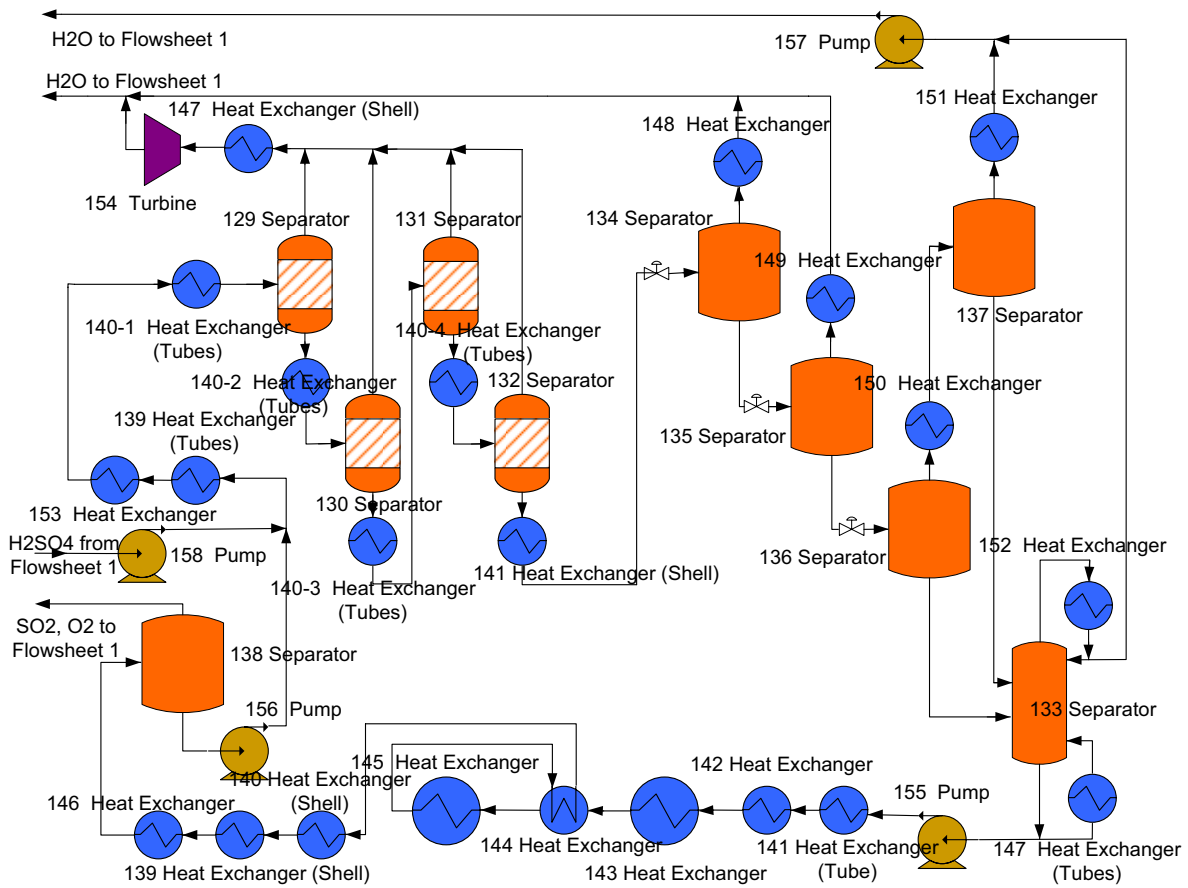 H2O to Flowsheet 1
157  Pump
H2O to Flowsheet 1
147  Heat Exchanger (Shell)
151 Heat Exchanger
148  Heat Exchanger
154  Turbine
129 Separator
131 Separator
134 Separator
149  Heat Exchanger
137 Separator
140-1  Heat Exchanger
(Tubes)
140-4  Heat Exchanger
(Tubes)
140-2  Heat Exchanger
(Tubes)
132 Separator
150  Heat Exchanger
139 Heat Exchanger
(Tubes)
135 Separator
153  Heat Exchanger
130 Separator
H2SO4 from
Flowsheet 1
158  Pump
136 Separator
152  Heat Exchanger
140-3  Heat Exchanger
(Tubes)
141 Heat Exchanger (Shell)
SO2, O2 to
Flowsheet 1
138 Separator
156  Pump
133 Separator
140 Heat Exchanger
(Shell)
145  Heat Exchanger
142 Heat Exchanger
155  Pump
146  Heat Exchanger
139 Heat Exchanger (Shell)
144 Heat Exchanger
143 Heat Exchanger
141 Heat Exchanger
(Tube)
147  Heat Exchanger
(Tubes)